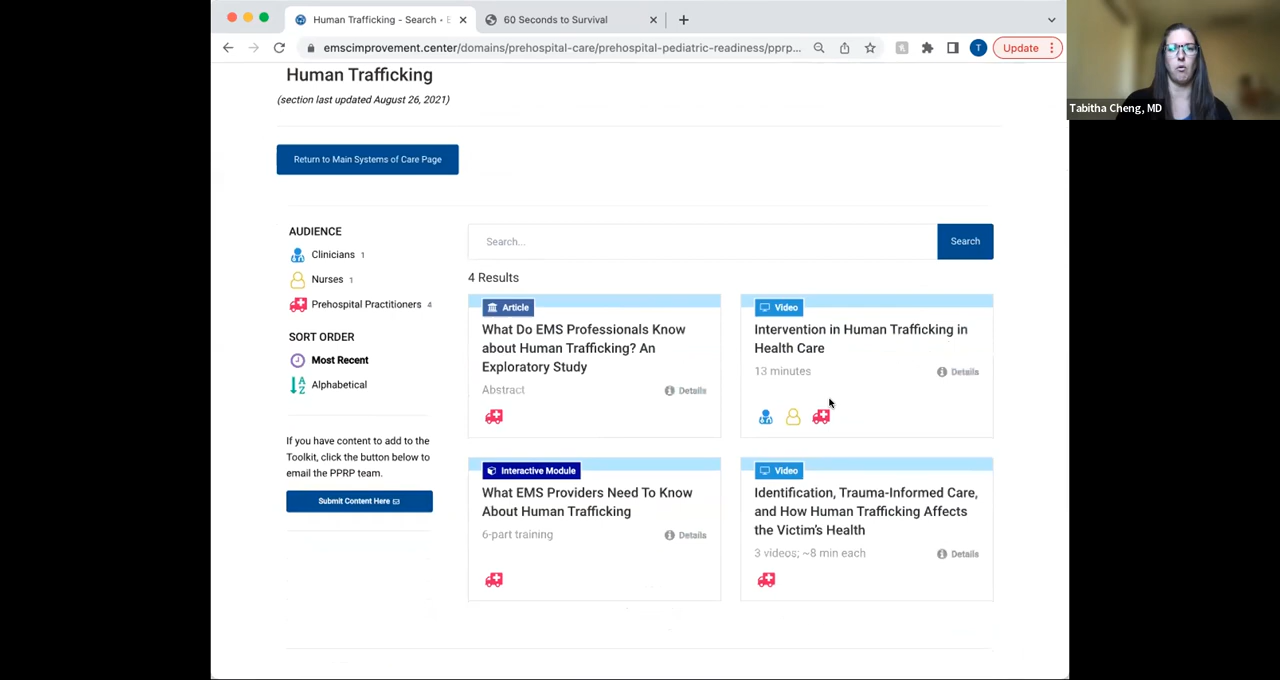 Human Trafficking - Search • E
60 Seconds to Survival
emscimprovement.center/domains/prehospital-care/prehospital-pediatric-readiness/pprp...
T
Update
Tabitha Cheng, MD
Human Trafficking
(section last updated August 26, 2021)
Return to Main Systems of Care Page
AUDIENCE
Clinicians 1
Nurses 1
Prehospital Practitioners 4
SORT ORDER
Most Recent
Alphabetical
If you have content to add to the
Toolkit, click the button below to
email the PPRP team.
Submit Content Here
Search...
Search
4 Results
Article
What Do EMS Professionals Know
about Human Trafficking? An
Exploratory Study
Abstract
Details
Video
Intervention in Human Trafficking in
Health Care
13 minutes
Details
Interactive Module
What EMS Providers Need To Know
About Human Trafficking
6-part training
Details
Video
Identification, Trauma-Informed Care,
and How Human Trafficking Affects
the Victim's Health
3 videos; ~8 min each
Details